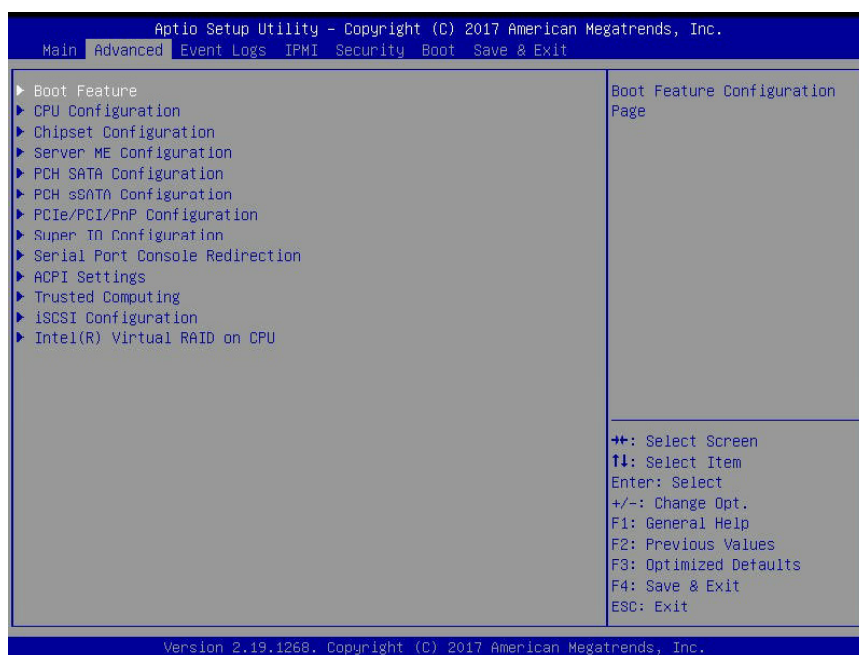 Aptio Setup Utility – Copyright (C) 2017 American Megatrends, Inc.
Main Advanced Event Logs IPMI Security Boot Save & Exit
▶ Boot Feature
▶ CPU Configuration
▶ Chipset Configuration
▶ Server ME Configuration
▶ PCH SATA Configuration
▶ PCH sSATA Configuration
▶ PCIe/PCI/PnP Configuration
▶ Super IO Configuration
▶ Serial Port Console Redirection
▶ ACPI Settings
▶ Trusted Computing
▶ iSCSI Configuration
▶ Intel(R) Virtual RAID on CPU
Boot Feature Configuration
Page
→←: Select Screen
↑↓: Select Item
Enter: Select
+/-: Change Opt.
F1: General Help
F2: Previous Values
F3: Optimized Defaults
F4: Save & Exit
ESC: Exit
Version 2.19.1268. Copyright (C) 2017 American Megatrends, Inc.